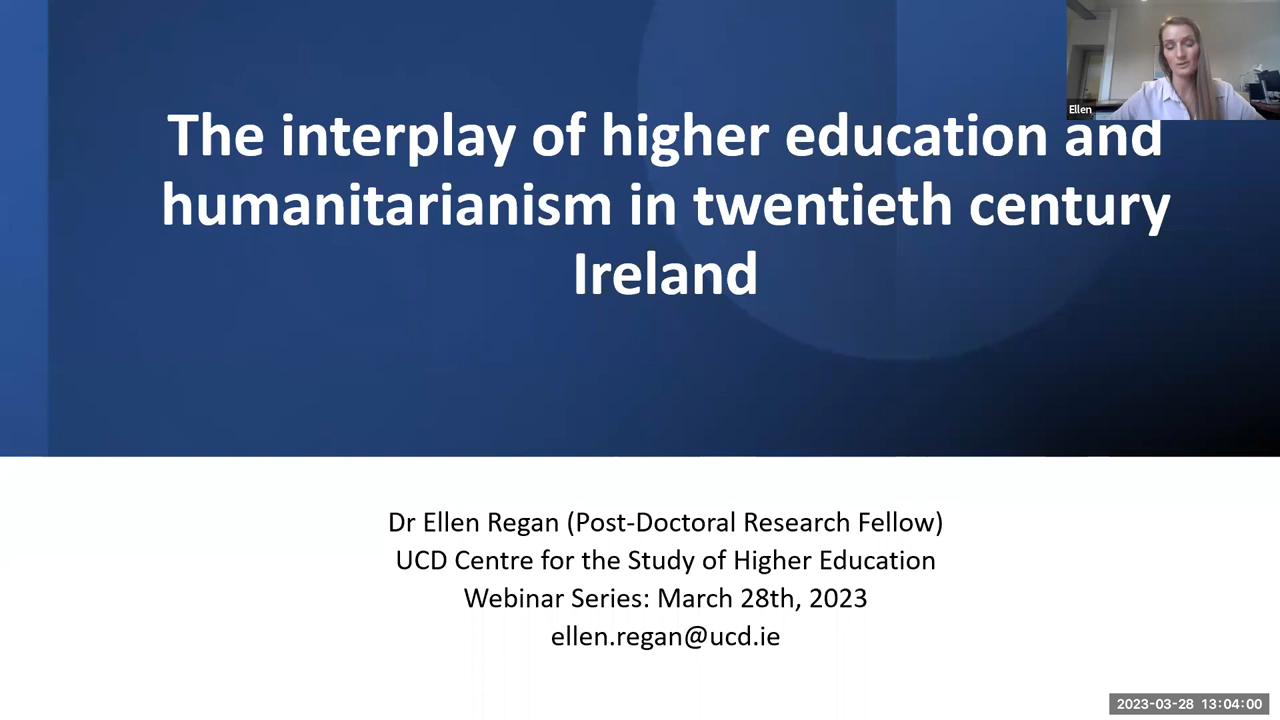 Ellen
The interplay of higher education and
humanitarianism in twentieth century
Ireland
Dr Ellen Regan (Post-Doctoral Research Fellow)
UCD Centre for the Study of Higher Education
Webinar Series: March 28th, 2023
ellen.regan@ucd.ie
2023-03-28 13:04:00